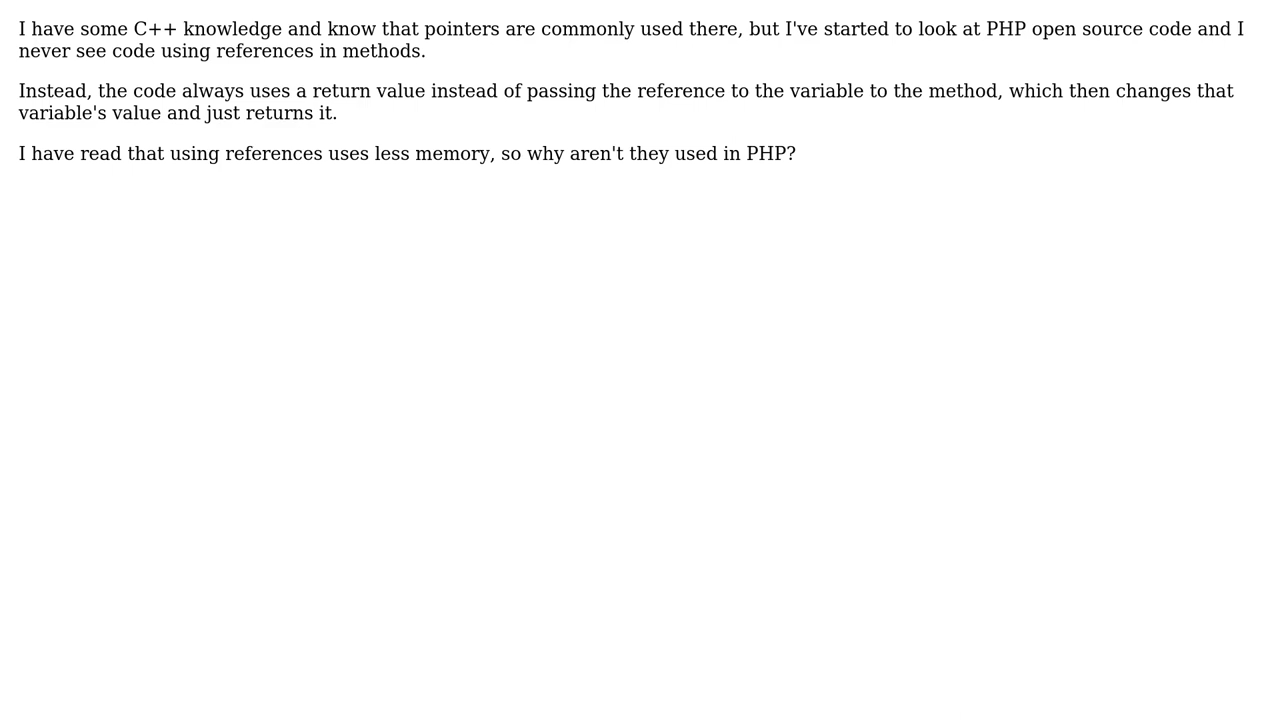 I have some C++ knowledge and know that pointers are commonly used there, but I've started to look at PHP open source code and I
never see code using references in methods.
Instead, the code always uses a return value instead of passing the reference to the variable to the method, which then changes that
variable's value and just returns it.
I have read that using references uses less memory, so why aren't they used in PHP?